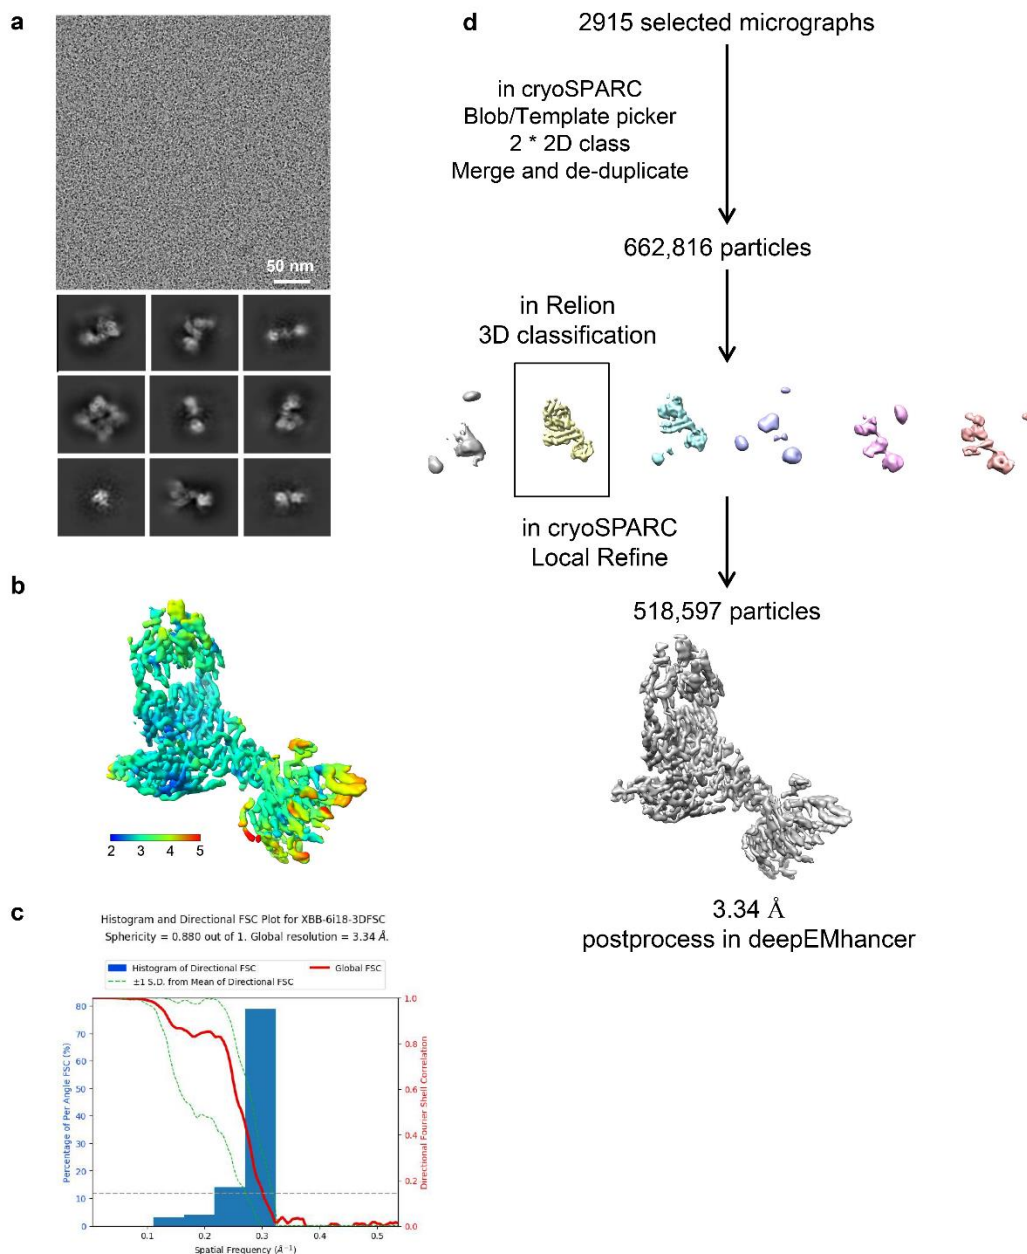 a
50 nm
b
2 3 4 5
c
Histogram and Directional FSC Plot for XBB-6i18-3DFSC
Sphericity = 0.880 out of 1. Global resolution = 3.34 Å.
Histogram of Directional FSC
Global FSC
±1 S.D. from Mean of Directional FSC
Percentage of Per Angle FSC (%)
80
70
60
50
40
30
20
10
0
1.0
0.8
0.6
0.4
0.2
0.0
Directional Fourier Shell Correlation
0.1 0.2 0.3 0.4 0.5
Spatial Frequency (Å⁻¹)
d
2915 selected micrographs
in cryoSPARC
Blob/Template picker
2 * 2D class
Merge and de-duplicate
662,816 particles
in Relion
3D classification
in cryoSPARC
Local Refine
518,597 particles
3.34 Å
postprocess in deepEMhancer